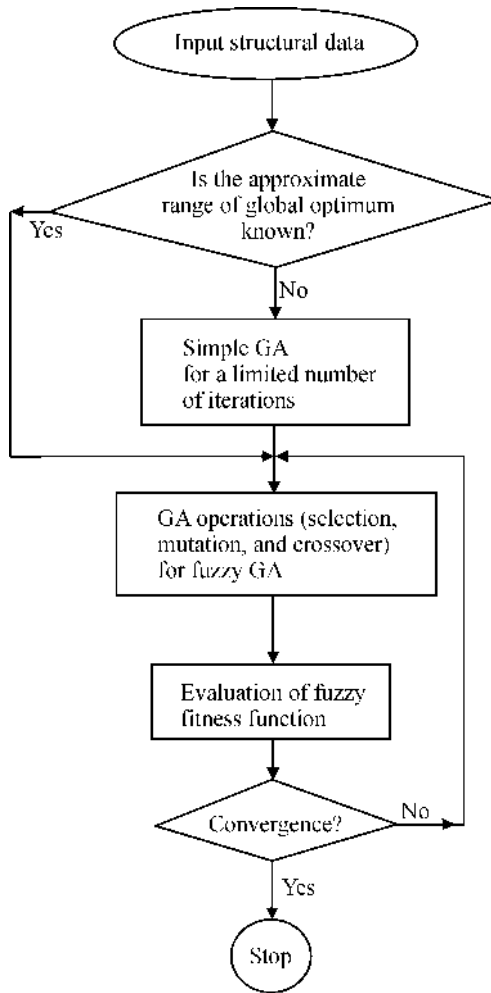 Input structural data
Is the approximate
range of global optimum
known?
Yes
No
Simple GA
for a limited number
of iterations
GA operations (selection,
mutation, and crossover)
for fuzzy GA
Evaluation of fuzzy
fitness function
Convergence?
No
Yes
Stop